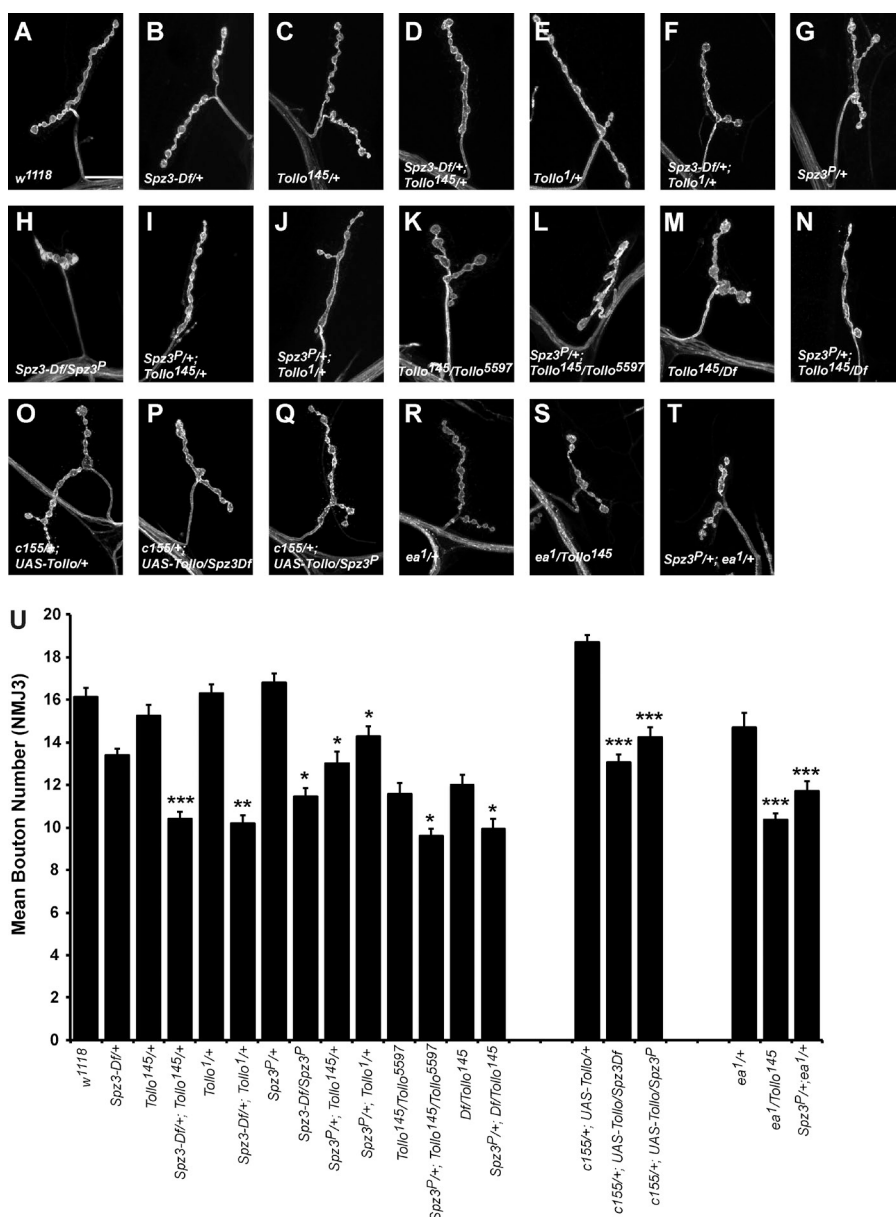 A
B
C
D
E
F
G
w1118
Spz3-Df/+
Tollo145/+
Spz3-Df/+;
Tollo145/+
Tollo1/+
Spz3-Df/+;
Tollo1/+
Spz3P/+
H
I
J
K
L
M
N
Spz3-Df/Spz3P
Spz3P/+;
Tollo145/+
Spz3P/+;
Tollo1/+
Tollo145/Tollo5597
Spz3P/+;
Tollo145/Tollo5597
Tollo145/Df
Spz3P/+;
Tollo145/Df
O
P
Q
R
S
T
c155/+;
UAS-Tollo/+
c155/+;
UAS-Tollo/Spz3Df
c155/+;
UAS-Tollo/Spz3P
ea1/+
ea1/Tollo145
Spz3P/+; ea1/+
U
Mean Bouton Number (NMJ3)
20
18
16
14
12
10
8
6
4
2
0
***
**
*
*
*
*
*
***
***
***
***
w1118
Spz3-Df/+
Tollo145/+
Spz3-Df/+; Tollo145/+
Tollo1/+
Spz3-Df/+; Tollo1/+
Spz3P/+
Spz3-Df/Spz3P
Spz3P/+; Tollo145/+
Spz3P/+; Tollo1/+
Tollo145/Tollo5597
Spz3P/+; Tollo145/Tollo5597
Df/Tollo145
Spz3P/+; Df/Tollo145
c155/+; UAS-Tollo/+
c155/+; UAS-Tollo/Spz3Df
c155/+; UAS-Tollo/Spz3P
ea1/+
ea1/Tollo145
Spz3P/+;ea1/+